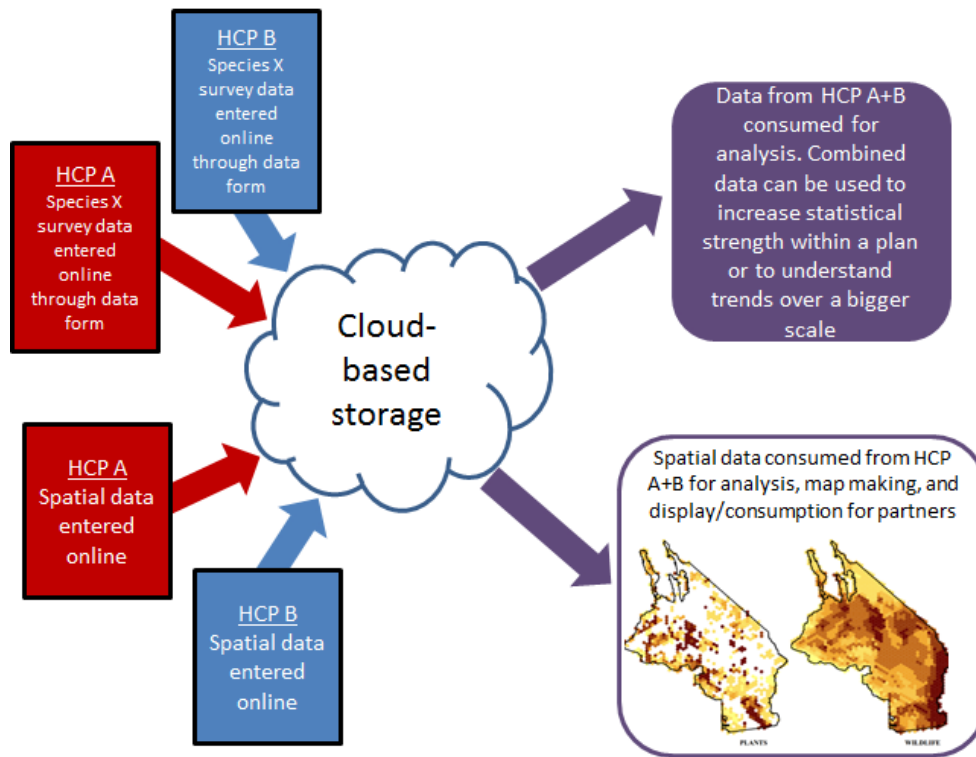 HCP B
Species X
survey data
entered
online
through data
form
HCP A
Species X
survey data
entered
online
through data
form
Cloud-
based
storage
Data from HCP A+B
consumed for
analysis. Combined
data can be used to
increase statistical
strength within a plan
or to understand
trends over a bigger
scale
HCP A
Spatial data
entered
online
HCP B
Spatial data
entered
online
Spatial data consumed from HCP
A+B for analysis, map making, and
display/consumption for partners
PLANTS
WILDLIFE